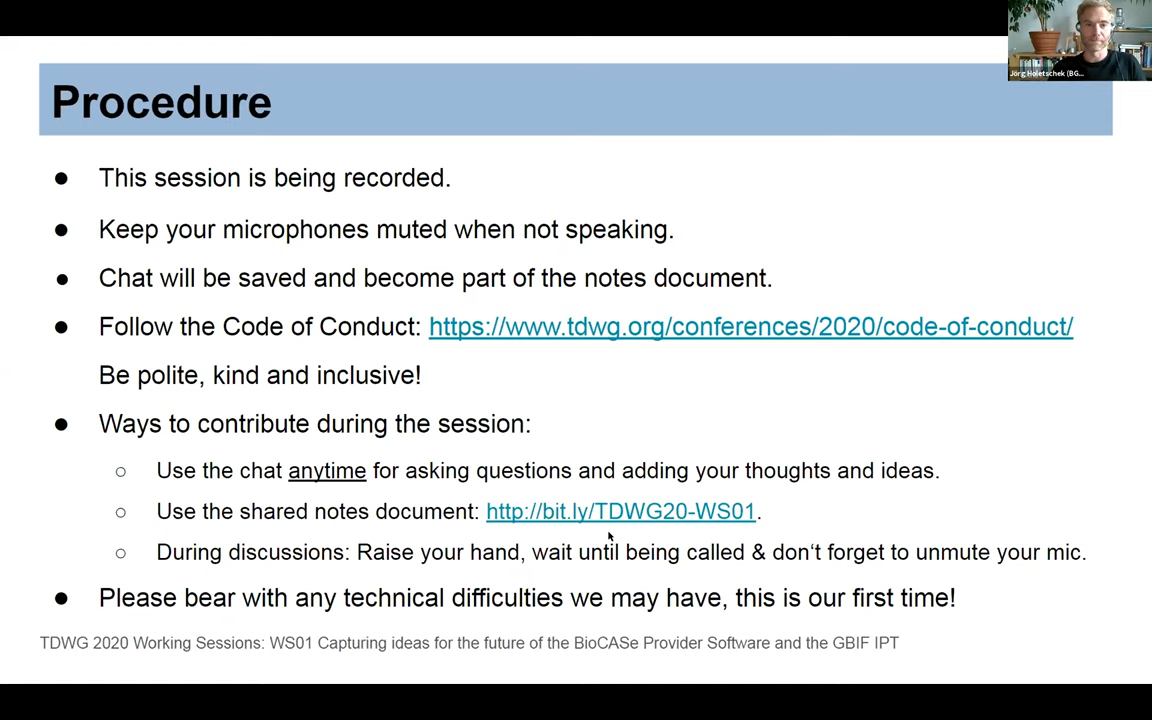 Jörg Holetschek (BG...
Procedure
● This session is being recorded.
● Keep your microphones muted when not speaking.
● Chat will be saved and become part of the notes document.
● Follow the Code of Conduct: https://www.tdwg.org/conferences/2020/code-of-conduct/
Be polite, kind and inclusive!
● Ways to contribute during the session:
○ Use the chat anytime for asking questions and adding your thoughts and ideas.
○ Use the shared notes document: http://bit.ly/TDWG20-WS01.
○ During discussions: Raise your hand, wait until being called & don‘t forget to unmute your mic.
● Please bear with any technical difficulties we may have, this is our first time!
TDWG 2020 Working Sessions: WS01 Capturing ideas for the future of the BioCASe Provider Software and the GBIF IPT